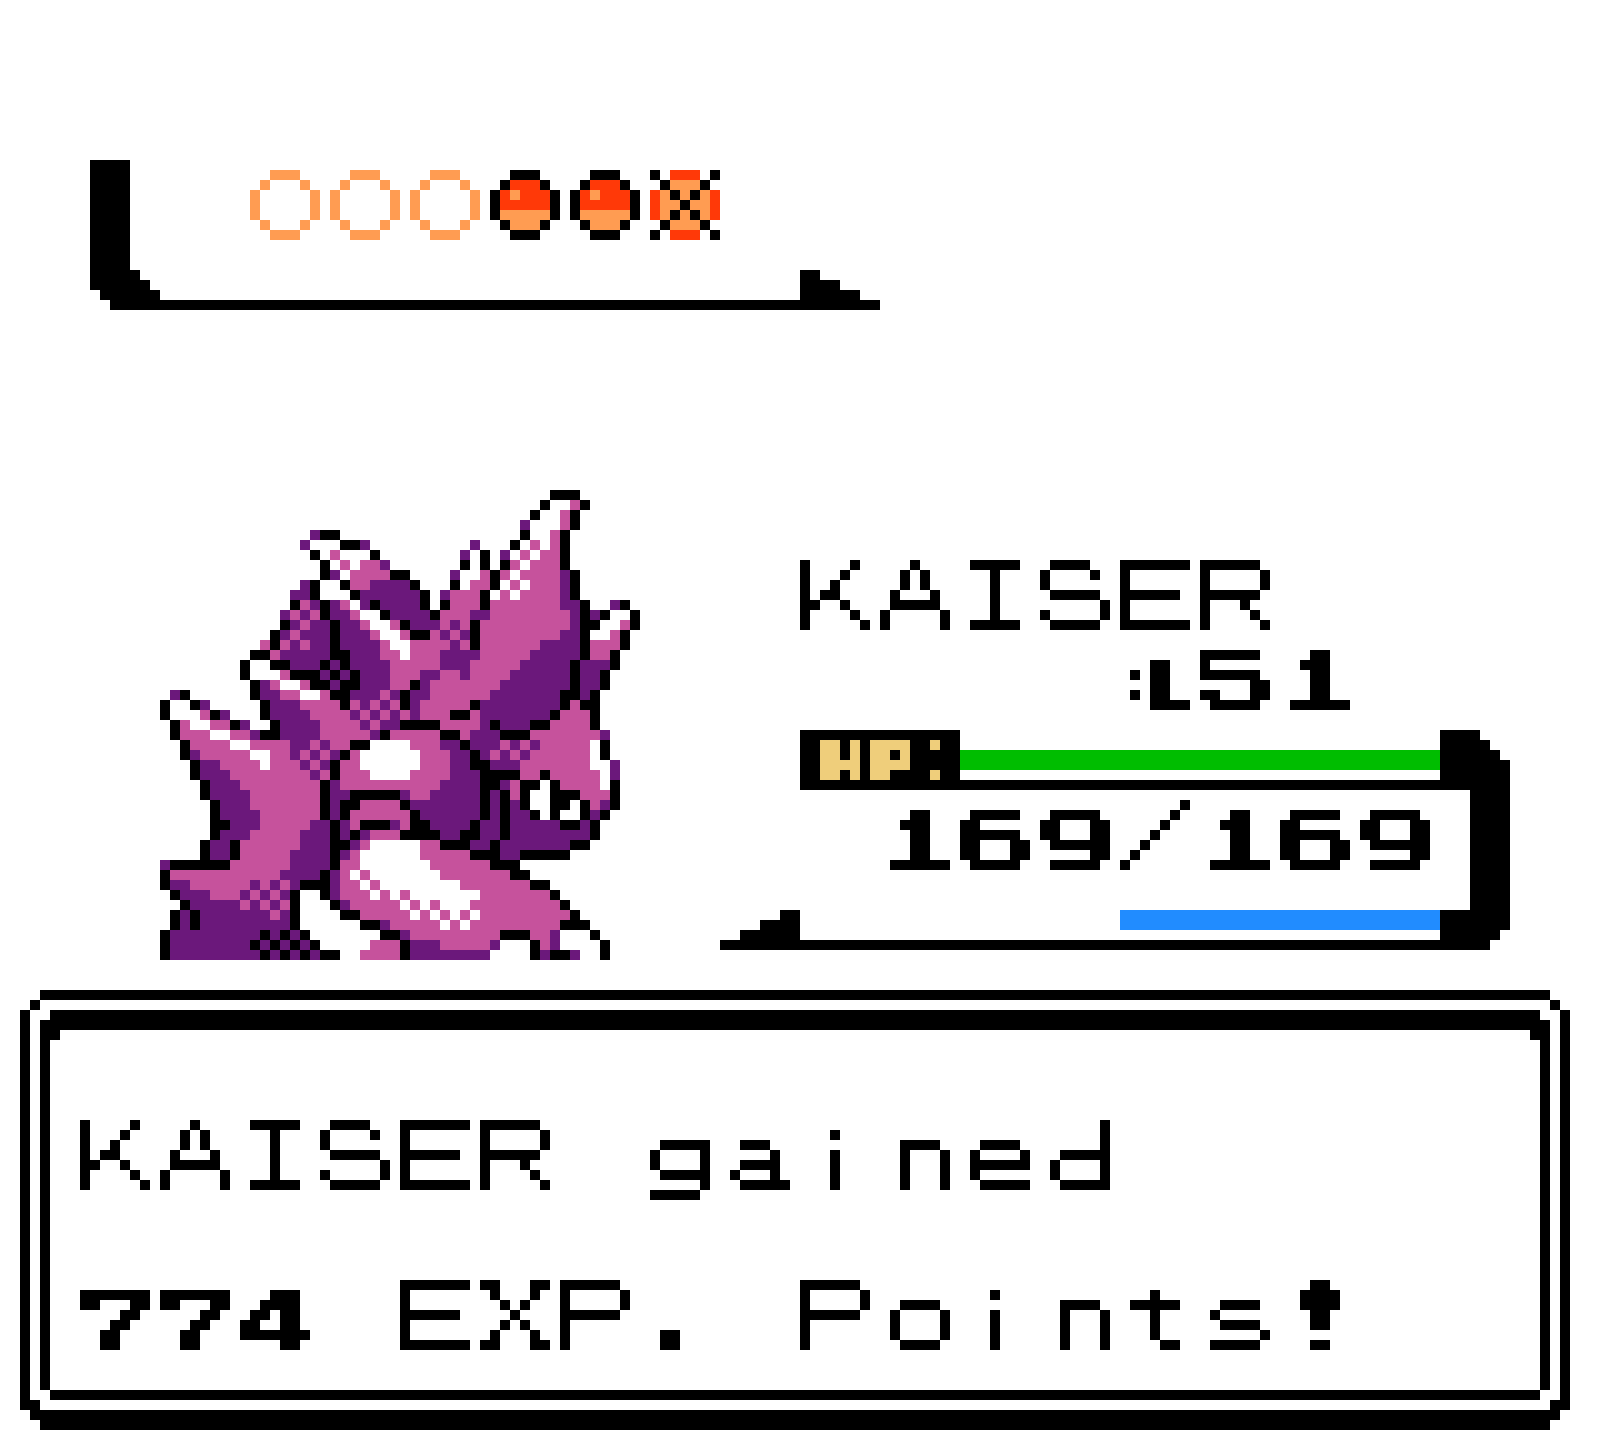 KAISER
:L51
HP:
169/169
KAISER gained
774 EXP. Points!